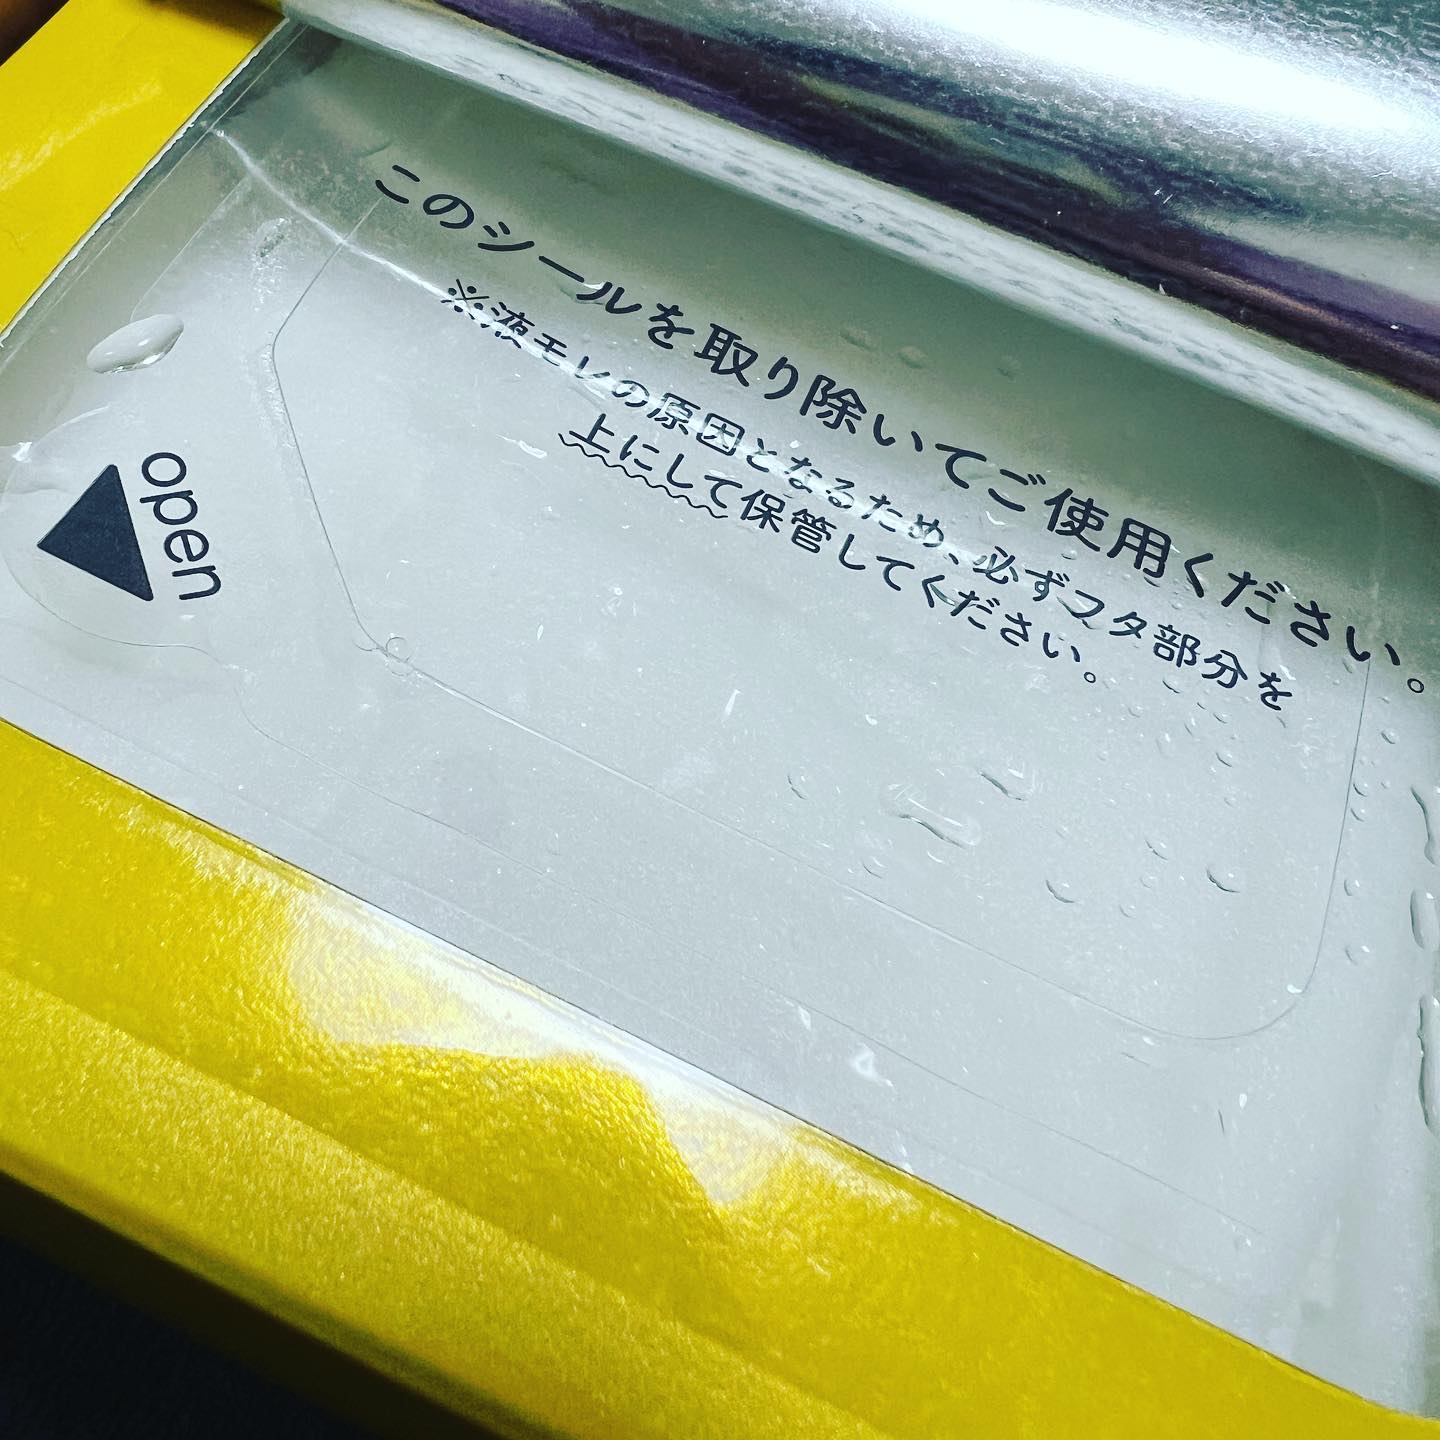 このシールを取り除いてご使用ください。
※液モレの原因となるため、必ずフタ部分を
上にして保管してください。
open